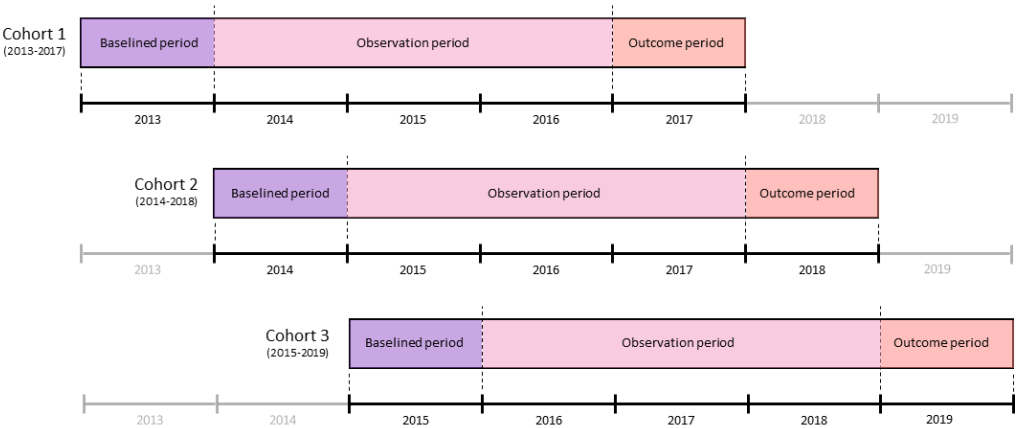 Cohort 1
(2013-2017)
Baselined period Observation period Outcome period
2013 2014 2015 2016 2017 2018 2019
Cohort 2
(2014-2018)
Baselined period Observation period Outcome period
2013 2014 2015 2016 2017 2018 2019
Cohort 3
(2015-2019)
Baselined period Observation period Outcome period
2013 2014 2015 2016 2017 2018 2019